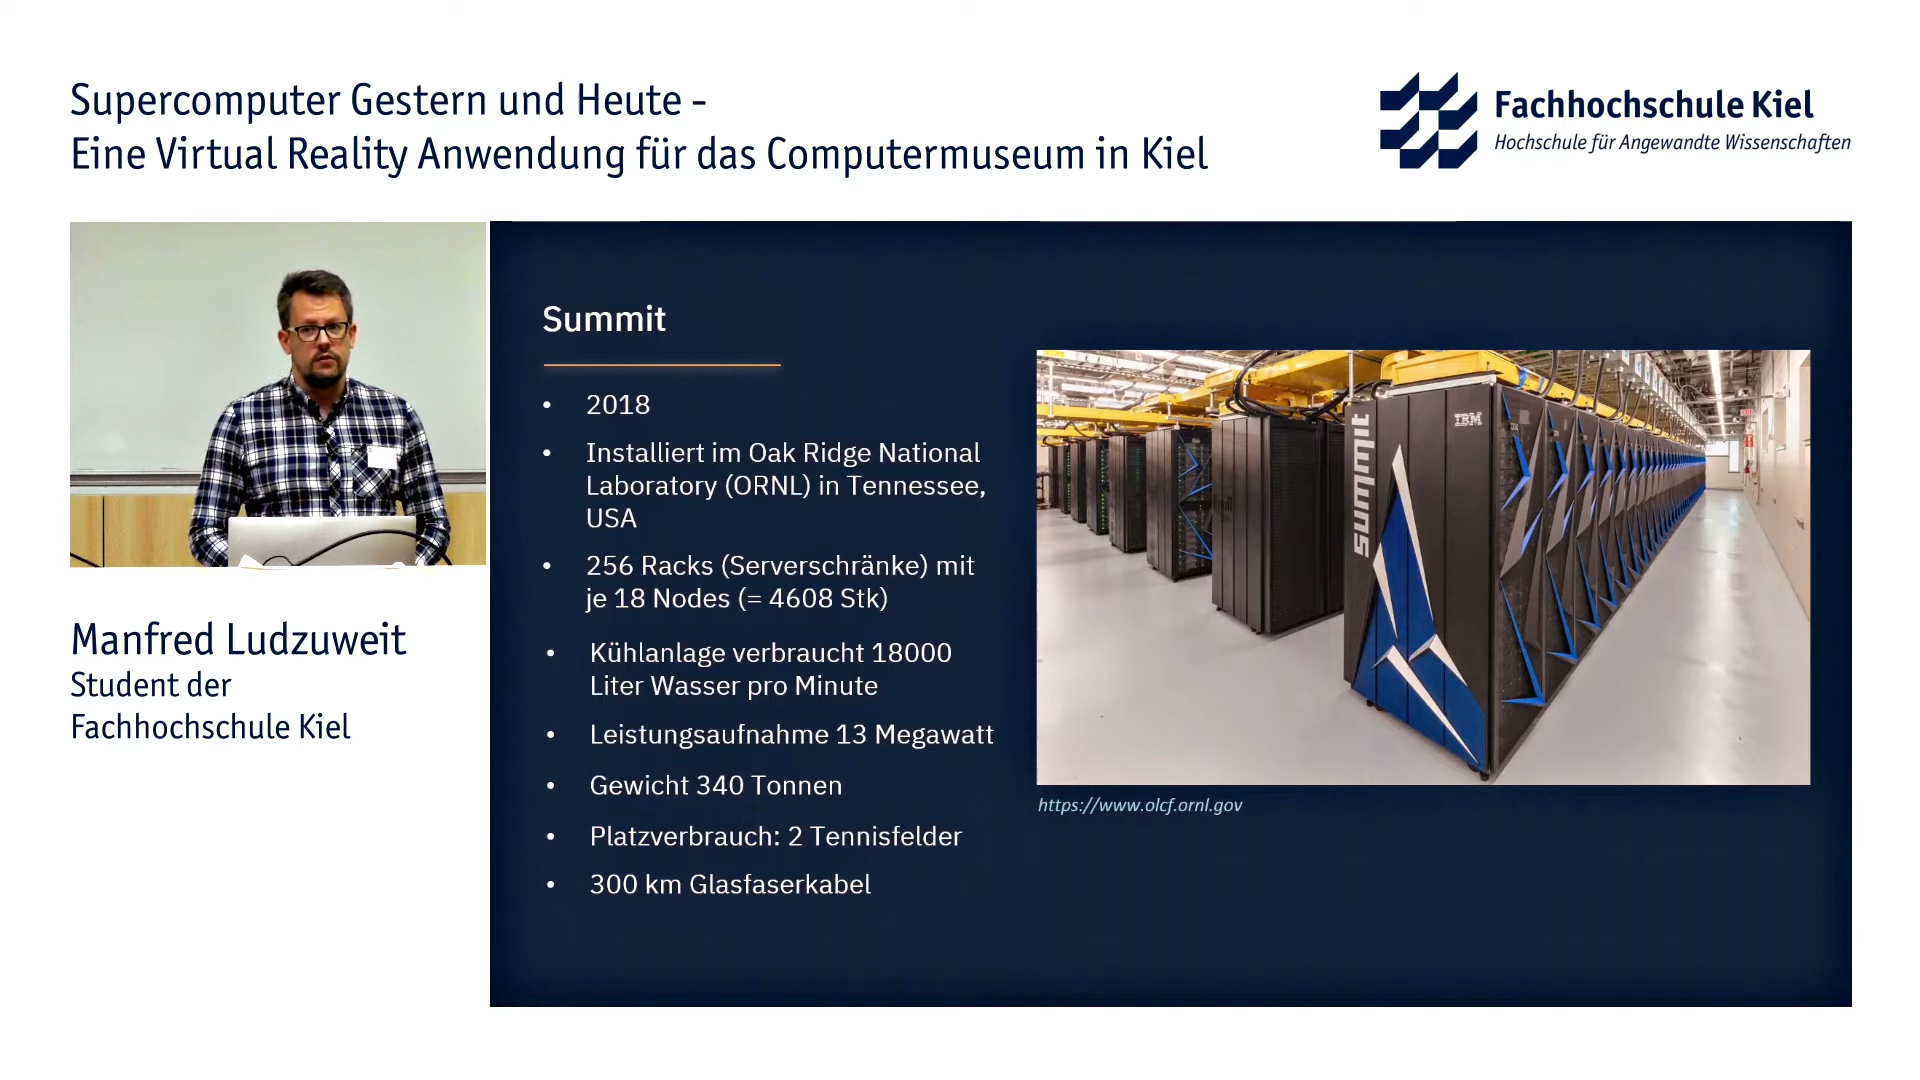 Supercomputer Gestern und Heute -
Eine Virtual Reality Anwendung für das Computermuseum in Kiel
Fachhochschule Kiel
Hochschule für Angewandte Wissenschaften
Manfred Ludzuweit
Student der
Fachhochschule Kiel
Summit
• 2018
• Installiert im Oak Ridge National
Laboratory (ORNL) in Tennessee,
USA
• 256 Racks (Serverschränke) mit
je 18 Nodes (= 4608 Stk)
• Kühlanlage verbraucht 18000
Liter Wasser pro Minute
• Leistungsaufnahme 13 Megawatt
• Gewicht 340 Tonnen
• Platzverbrauch: 2 Tennisfelder
• 300 km Glasfaserkabel
summit
IBM
https://www.olcf.ornl.gov